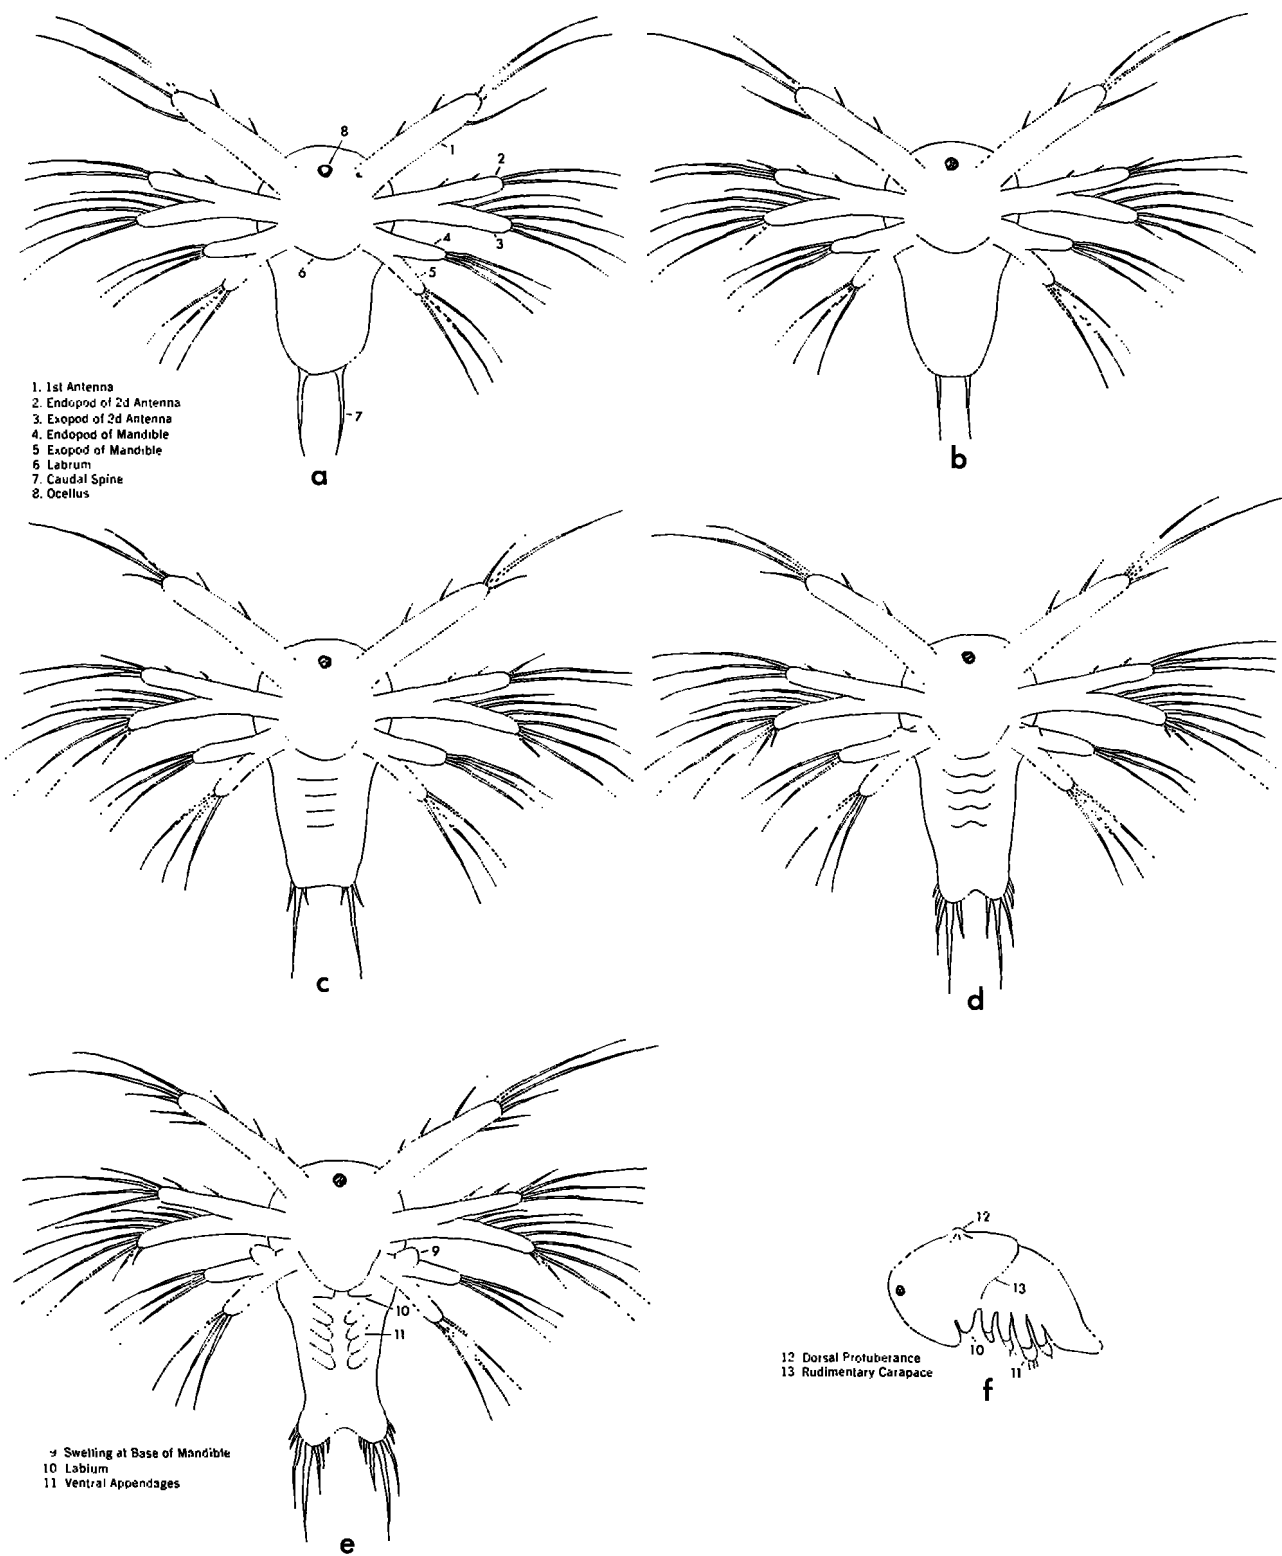 8
1
2
3
4
5
6
7
1. 1st Antenna
2. Endopod of 2d Antenna
3. Exopod of 2d Antenna
4. Endopod of Mandible
5 Exopod of Mandible
6 Labrum
7. Caudal Spine
8. Ocellus
a
b
c
d
9
10
11
9 Swelling at Base of Mandible
10 Labium
11 Ventral Appendages
e
12
13
10
11
12 Dorsal Protuberance
13 Rudimentary Carapace
f